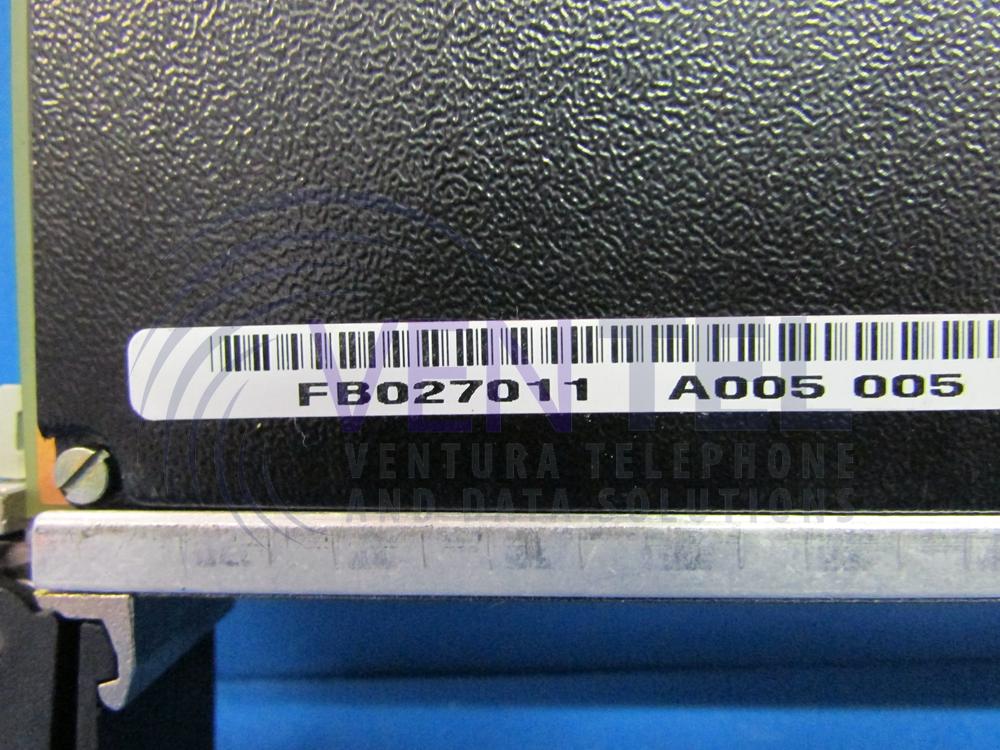 FB027011 A005 005
VENTEL
VENTURA TELEPHONE
AND DATA SOLUTIONS